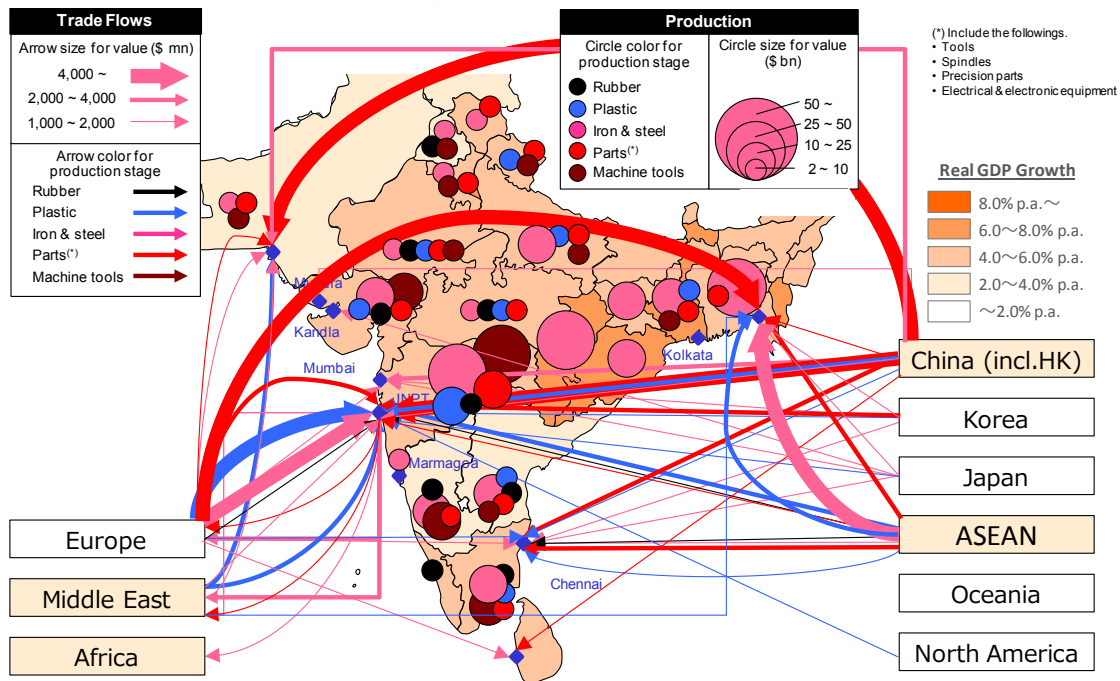 Trade Flows
Arrow size for value ($ mn)
4,000 ~
2,000 ~ 4,000
1,000 ~ 2,000
Arrow color for
production stage
Rubber
Plastic
Iron & steel
Parts(*)
Machine tools
Production
Circle color for
production stage
Rubber
Plastic
Iron & steel
Parts(*)
Machine tools
Circle size for value
($ bn)
50 ~
25 ~ 50
10 ~ 25
2 ~ 10
(*) Include the followings.
• Tools
• Spindles
• Precision parts
• Electrical & electronic equipment
Real GDP Growth
8.0% p.a.～
6.0～8.0% p.a.
4.0～6.0% p.a.
2.0～4.0% p.a.
～2.0% p.a.
Kandla
Mumbai
JNPT
Marmagoa
Chennai
Kolkata
Europe
Middle East
Africa
China (incl.HK)
Korea
Japan
ASEAN
Oceania
North America